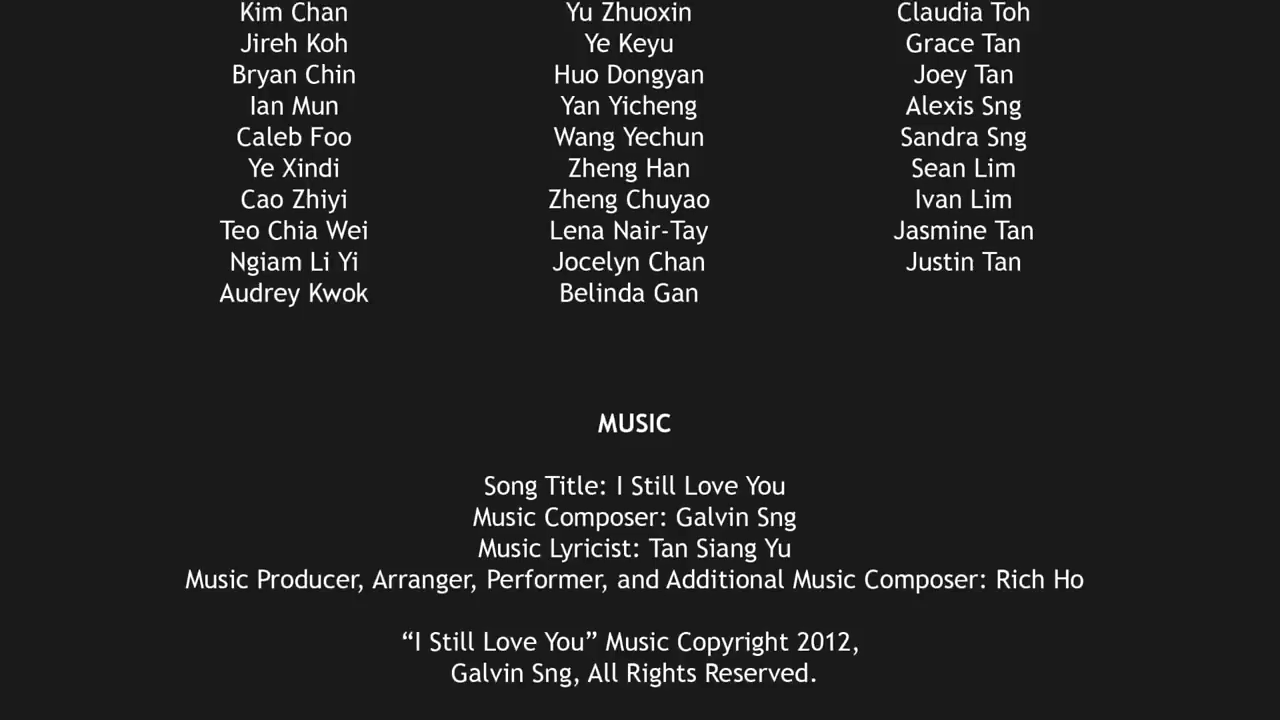 Kim Chan Yu Zhuoxin Claudia Toh
Jireh Koh Ye Keyu Grace Tan
Bryan Chin Huo Dongyan Joey Tan
Ian Mun Yan Yicheng Alexis Sng
Caleb Foo Wang Yechun Sandra Sng
Ye Xindi Zheng Han Sean Lim
Cao Zhiyi Zheng Chuyao Ivan Lim
Teo Chia Wei Lena Nair-Tay Jasmine Tan
Ngiam Li Yi Jocelyn Chan Justin Tan
Audrey Kwok Belinda Gan
MUSIC
Song Title: I Still Love You
Music Composer: Galvin Sng
Music Lyricist: Tan Siang Yu
Music Producer, Arranger, Performer, and Additional Music Composer: Rich Ho
“I Still Love You” Music Copyright 2012,
Galvin Sng, All Rights Reserved.